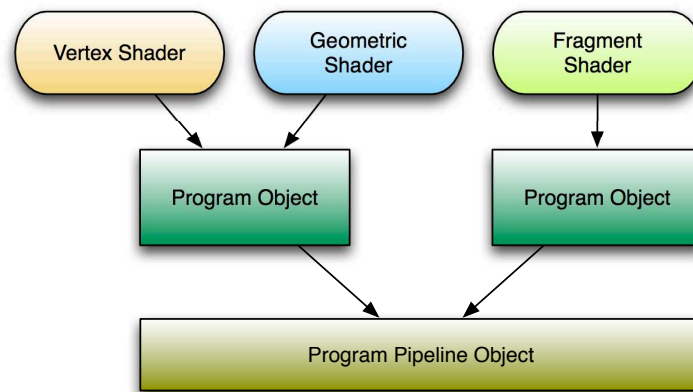 Vertex Shader
Geometric
Shader
Fragment
Shader
Program Object
Program Object
Program Pipeline Object